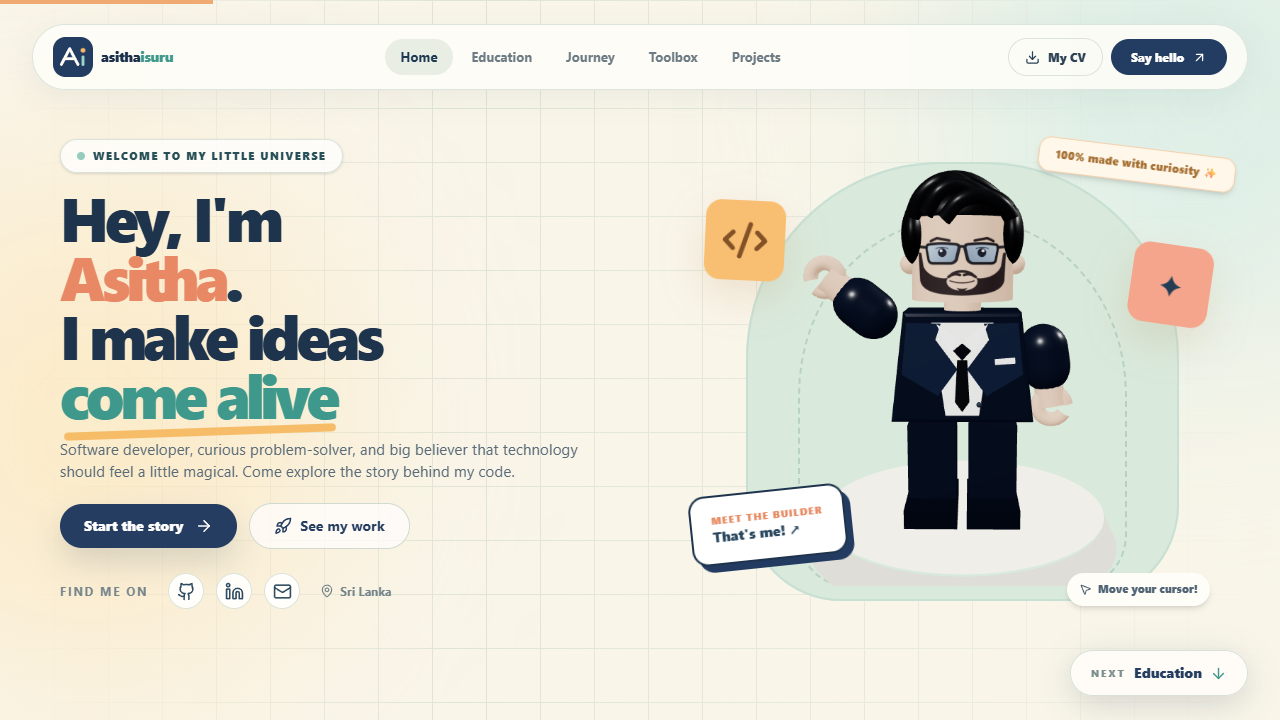 Ai asithaisuru
Home
Education
Journey
Toolbox
Projects
My CV
Say hello
WELCOME TO MY LITTLE UNIVERSE
Hey, I'm
Asitha.
I make ideas
come alive
Software developer, curious problem-solver, and big believer that technology
should feel a little magical. Come explore the story behind my code.
Start the story
See my work
FIND ME ON
Sri Lanka
100% made with curiosity ✨
</>
MEET THE BUILDER
That's me! ↗
Move your cursor!
NEXT Education